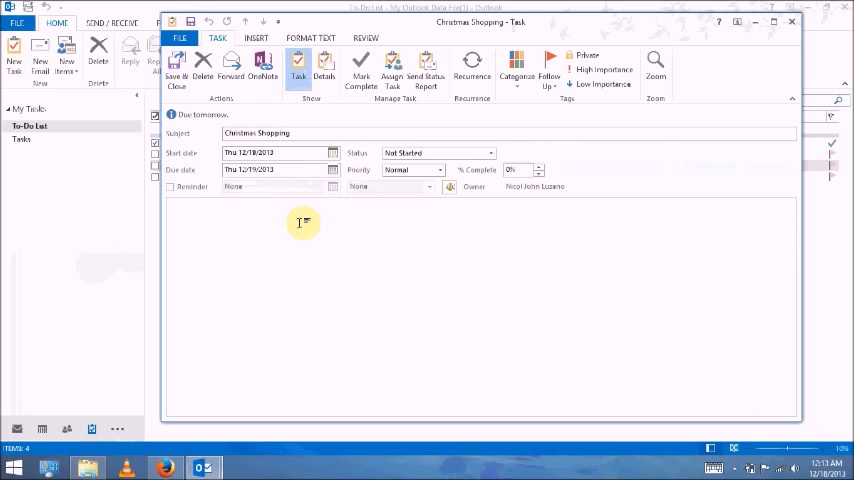 To-Do List - My Outlook Data File(1) - Outlook
Christmas Shopping - Task
FILE
HOME
SEND / RECEIVE
FILE
TASK
INSERT
FORMAT TEXT
REVIEW
New
Task
New
Email
New
Items
Delete
Reply
Reply
All
New
Delete
Save &
Close
Delete
Forward
OneNote
Task
Details
Mark
Complete
Assign
Task
Send Status
Report
Recurrence
Categorize
Follow
Up
Private
High Importance
Low Importance
Zoom
Actions
Show
Manage Task
Recurrence
Tags
Zoom
My Tasks
To-Do List
Tasks
Due tomorrow.
Subject
Christmas Shopping
Start date
Status
Not Started
Due date
Thu 12/19/2013
Priority
Normal
% Complete
0%
Reminder
None
None
Owner
Nicol John Luzano
ITEMS: 4
10%
12:13 AM
12/18/2013